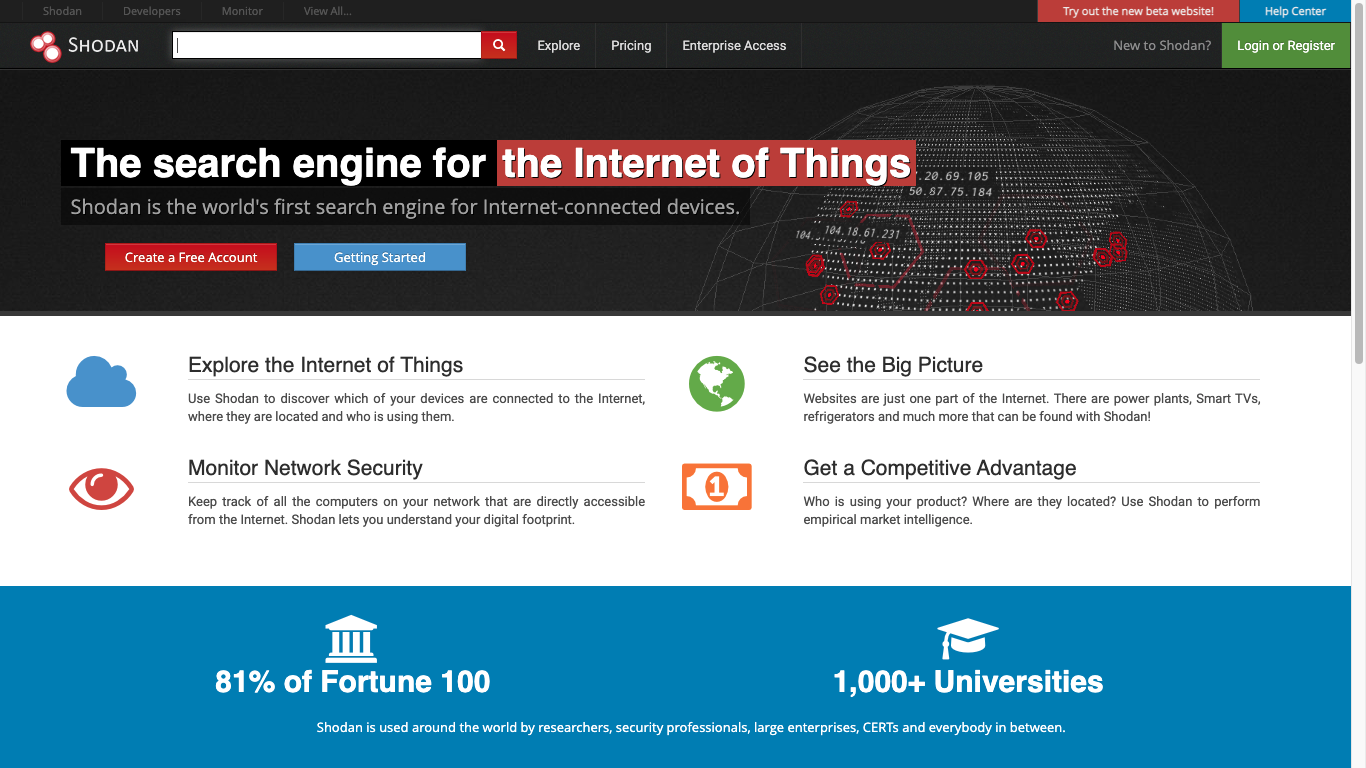 Shodan Developers Monitor View All... Try out the new beta website! Help Center
SHODAN Explore Pricing Enterprise Access New to Shodan? Login or Register
The search engine for the Internet of Things
Shodan is the world's first search engine for Internet-connected devices.
Create a Free Account Getting Started
.20.69.105
50.87.75.184
104. 104.18.61.231
Explore the Internet of Things
Use Shodan to discover which of your devices are connected to the Internet,
where they are located and who is using them.
See the Big Picture
Websites are just one part of the Internet. There are power plants, Smart TVs,
refrigerators and much more that can be found with Shodan!
Monitor Network Security
Keep track of all the computers on your network that are directly accessible
from the Internet. Shodan lets you understand your digital footprint.
1
Get a Competitive Advantage
Who is using your product? Where are they located? Use Shodan to perform
empirical market intelligence.
81% of Fortune 100
1,000+ Universities
Shodan is used around the world by researchers, security professionals, large enterprises, CERTs and everybody in between.